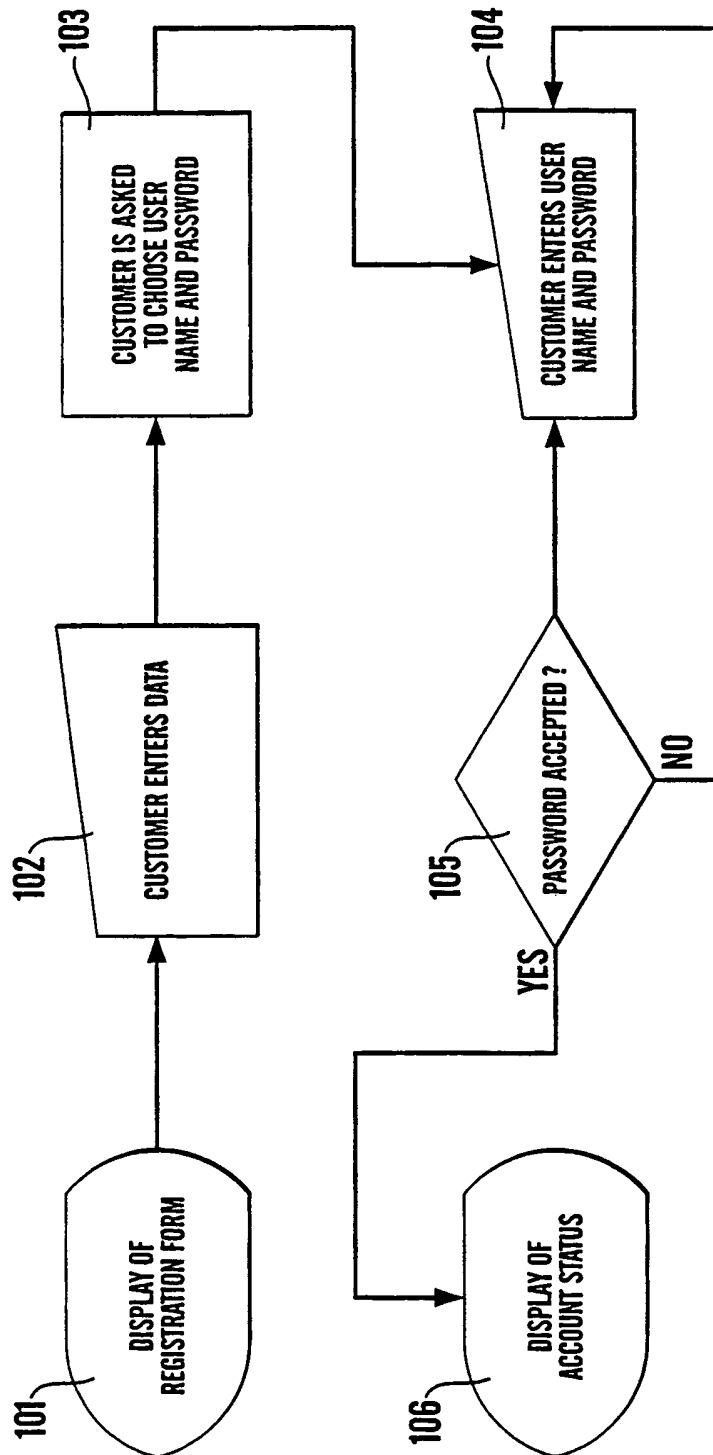 101
DISPLAY OF
REGISTRATION FORM
102
CUSTOMER ENTERS DATA
103
CUSTOMER IS ASKED
TO CHOOSE USER
NAME AND PASSWORD
104
CUSTOMER ENTERS USER
NAME AND PASSWORD
105
PASSWORD ACCEPTED ?
YES
NO
106
DISPLAY OF
ACCOUNT STATUS